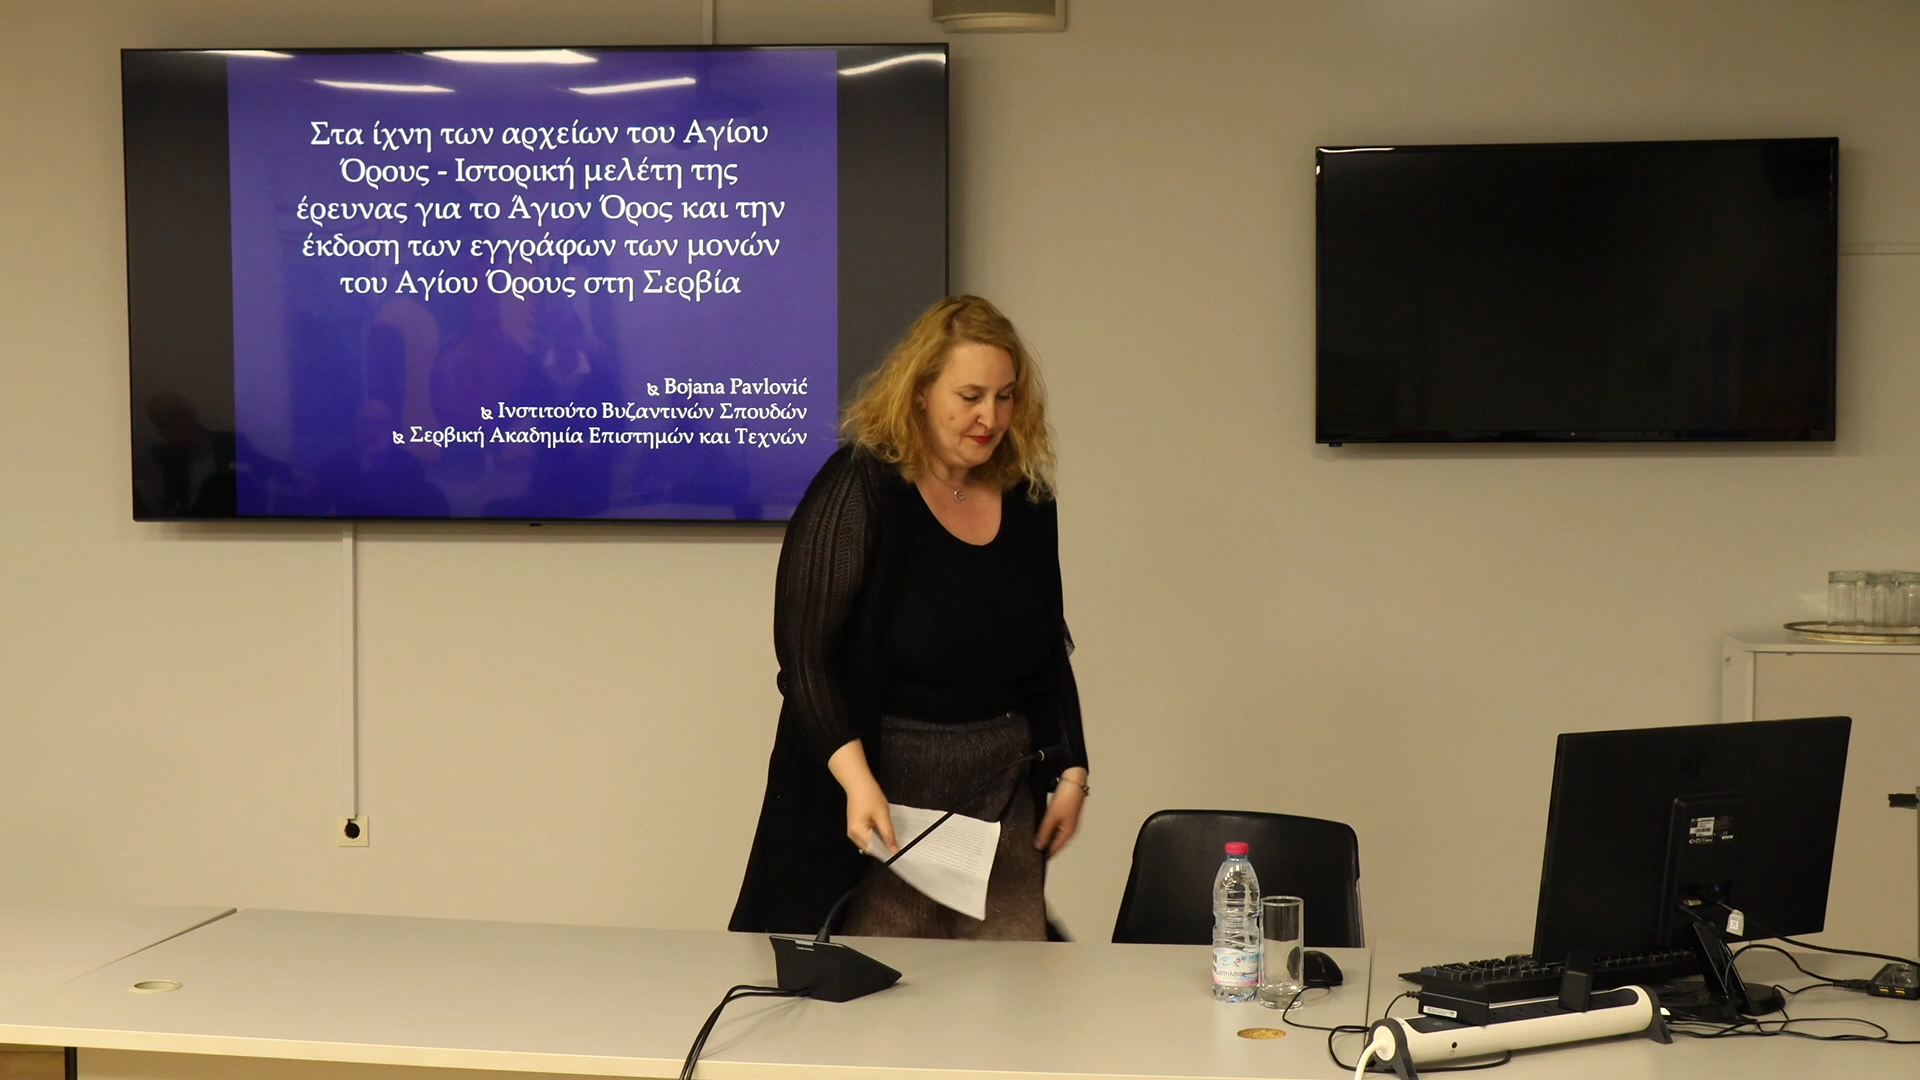 Στα ίχνη των αρχείων του Αγίου
Όρους - Ιστορική μελέτη της
έρευνας για το Άγιον Όρος και την
έκδοση των εγγράφων των μονών
του Αγίου Όρους στη Σερβία
Bojana Pavlović
Ινστιτούτο Βυζαντινών Σπουδών
Σερβική Ακαδημία Επιστημών και Τεχνών